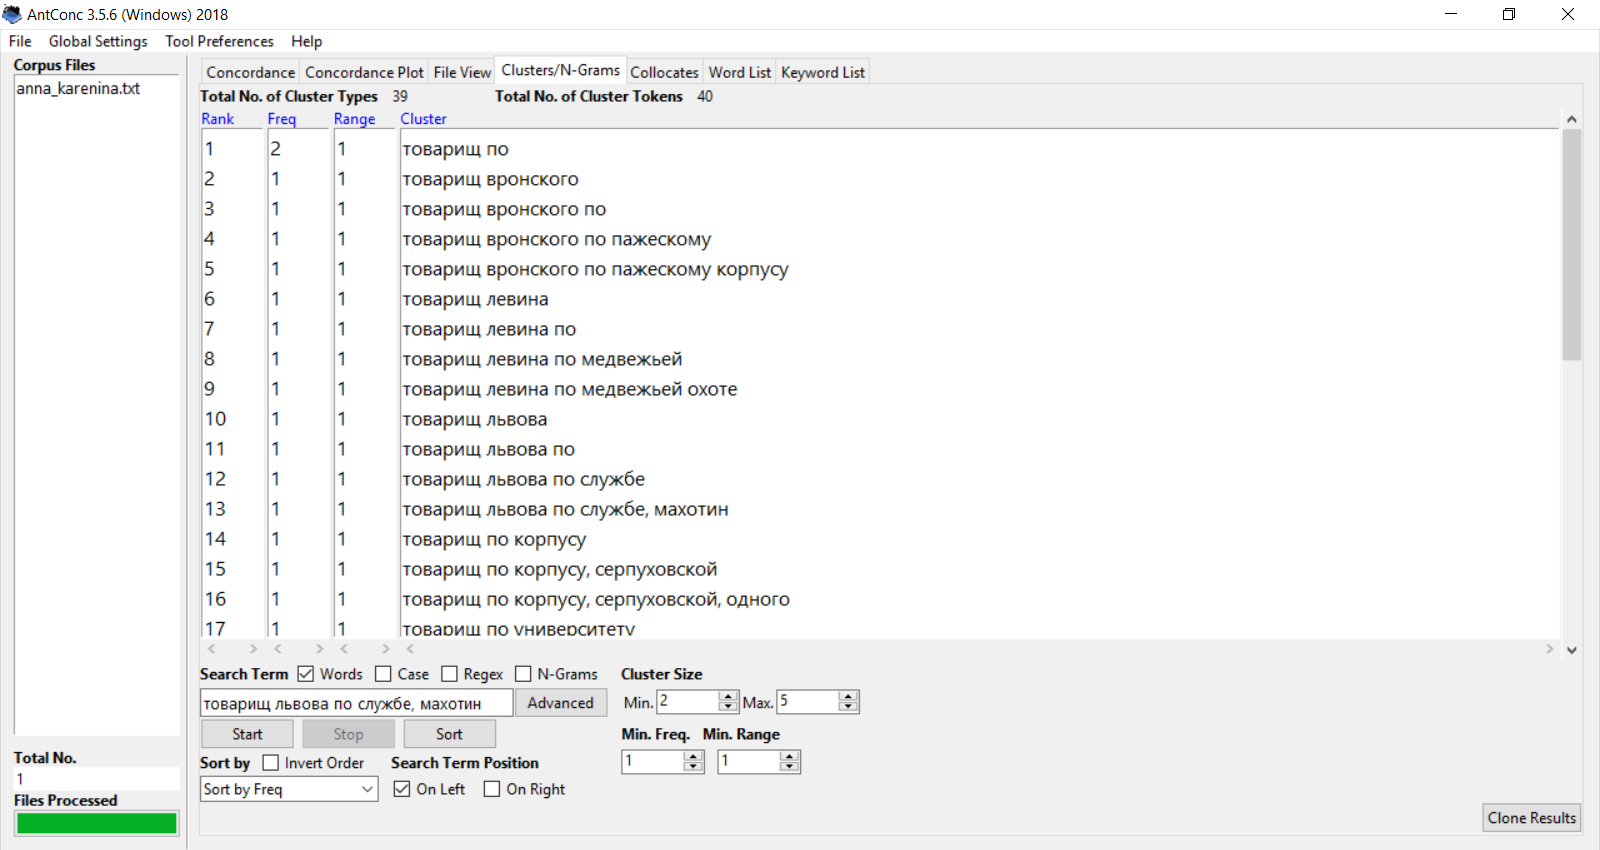 AntConc 3.5.6 (Windows) 2018
File Global Settings Tool Preferences Help
Corpus Files
anna_karenina.txt
Concordance Concordance Plot File View Clusters/N-Grams Collocates Word List Keyword List
Total No. of Cluster Types 39 Total No. of Cluster Tokens 40
Rank Freq Range Cluster
1 2 1 товарищ по
2 1 1 товарищ вронского
3 1 1 товарищ вронского по
4 1 1 товарищ вронского по пажескому
5 1 1 товарищ вронского по пажескому корпусу
6 1 1 товарищ левина
7 1 1 товарищ левина по
8 1 1 товарищ левина по медвежьей
9 1 1 товарищ левина по медвежьей охоте
10 1 1 товарищ львова
11 1 1 товарищ львова по
12 1 1 товарищ львова по службе
13 1 1 товарищ львова по службе, махотин
14 1 1 товарищ по корпусу
15 1 1 товарищ по корпусу, серпуховской
16 1 1 товарищ по корпусу, серпуховской, одного
17 1 1 товарищ по университету
Search Term Words Case Regex N-Grams Cluster Size
товарищ львова по службе, махотин Advanced Min. 2 Max. 5
Start Stop Sort Min. Freq. Min. Range
1 1
Total No.
1
Files Processed
Sort by Invert Order Search Term Position
Sort by Freq On Left On Right
Clone Results